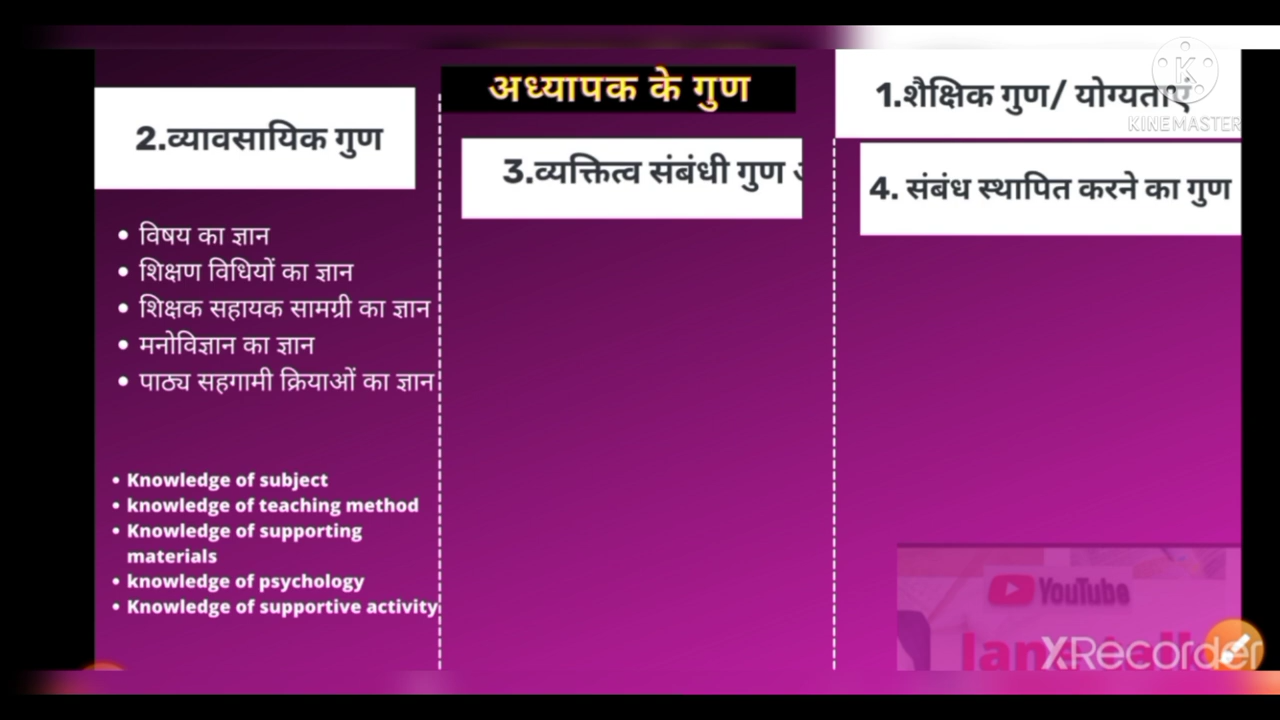 अध्यापक के गुण
1.शैक्षिक गुण/ योग्यताएं
KINEMASTER
2.व्यावसायिक गुण
3.व्यक्तित्व संबंधी गुण
4. संबंध स्थापित करने का गुण
• विषय का ज्ञान
• शिक्षण विधियों का ज्ञान
• शिक्षक सहायक सामग्री का ज्ञान
• मनोविज्ञान का ज्ञान
• पाठ्य सहगामी क्रियाओं का ज्ञान
• Knowledge of subject
• knowledge of teaching method
• Knowledge of supporting
materials
• knowledge of psychology
• Knowledge of supportive activity
YouTube
XRecorder